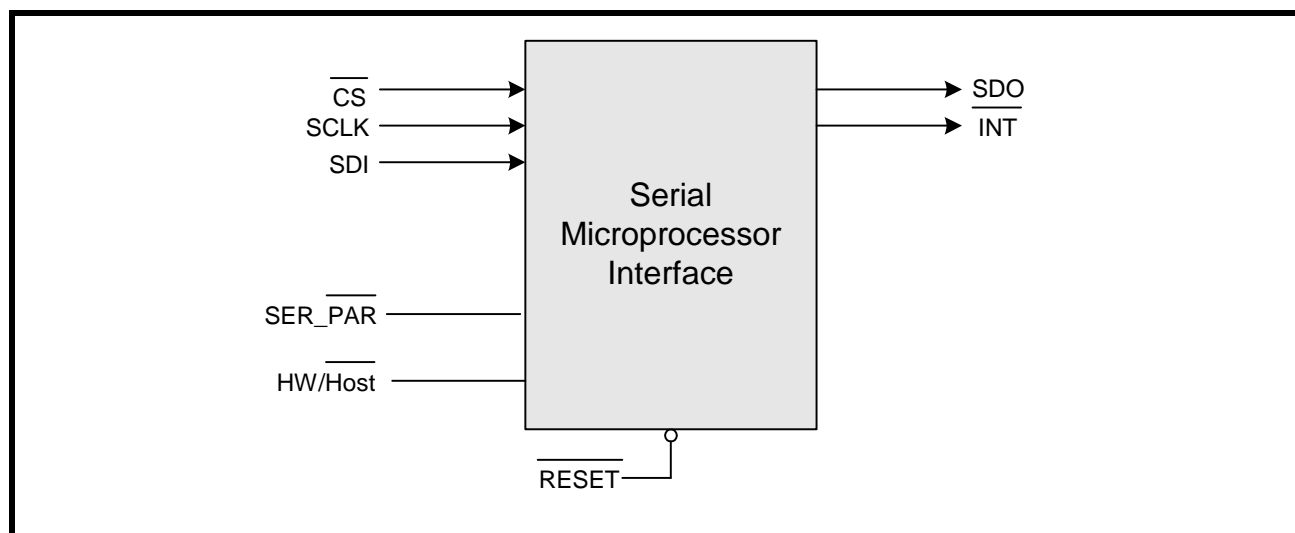 CS
SCLK
SDI
SER_PAR
HW/Host
Serial
Microprocessor
Interface
SDO
INT
RESET